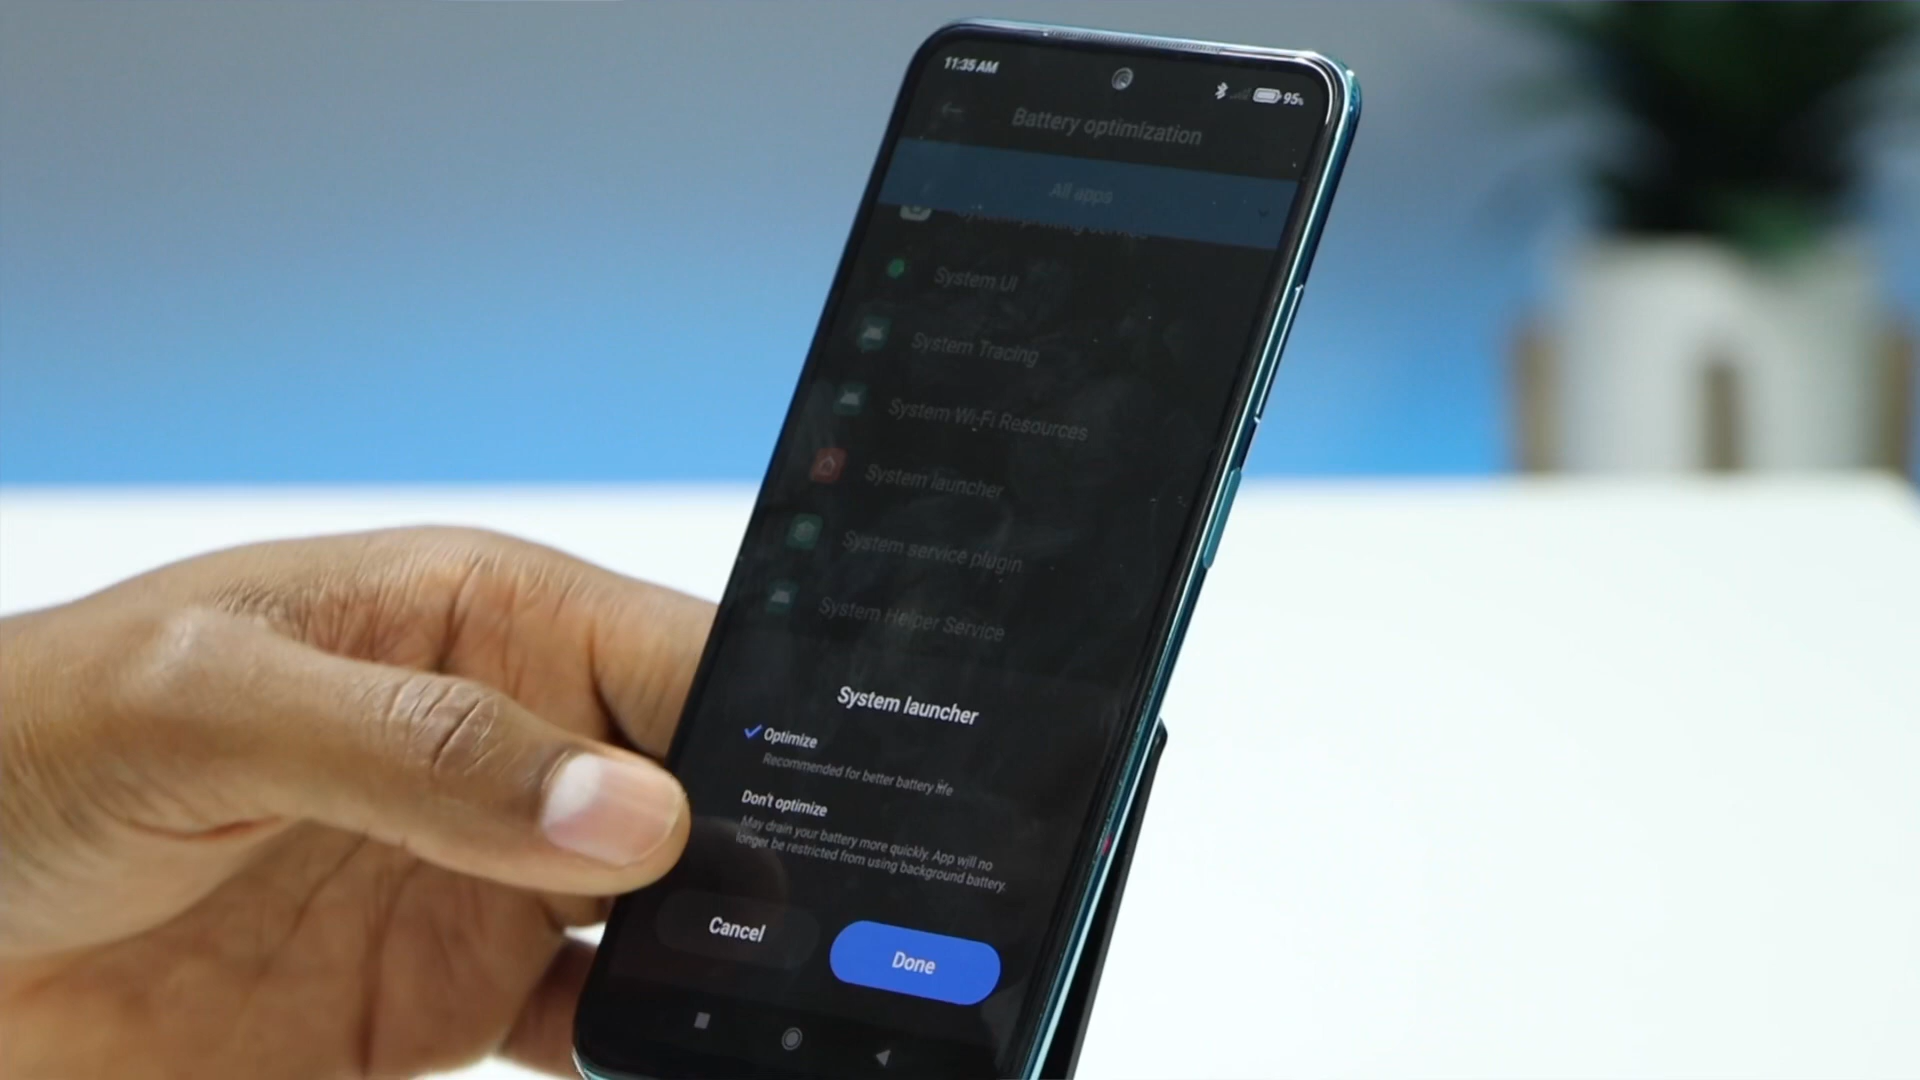 11:35 AM
95%
Battery optimization
All apps
System UI
System Tracing
System Wi-Fi Resources
System launcher
System service plugin
System Helper Service
System launcher
Optimize
Recommended for better battery life
Don't optimize
May drain your battery more quickly. App will no
longer be restricted from using background battery.
Cancel
Done